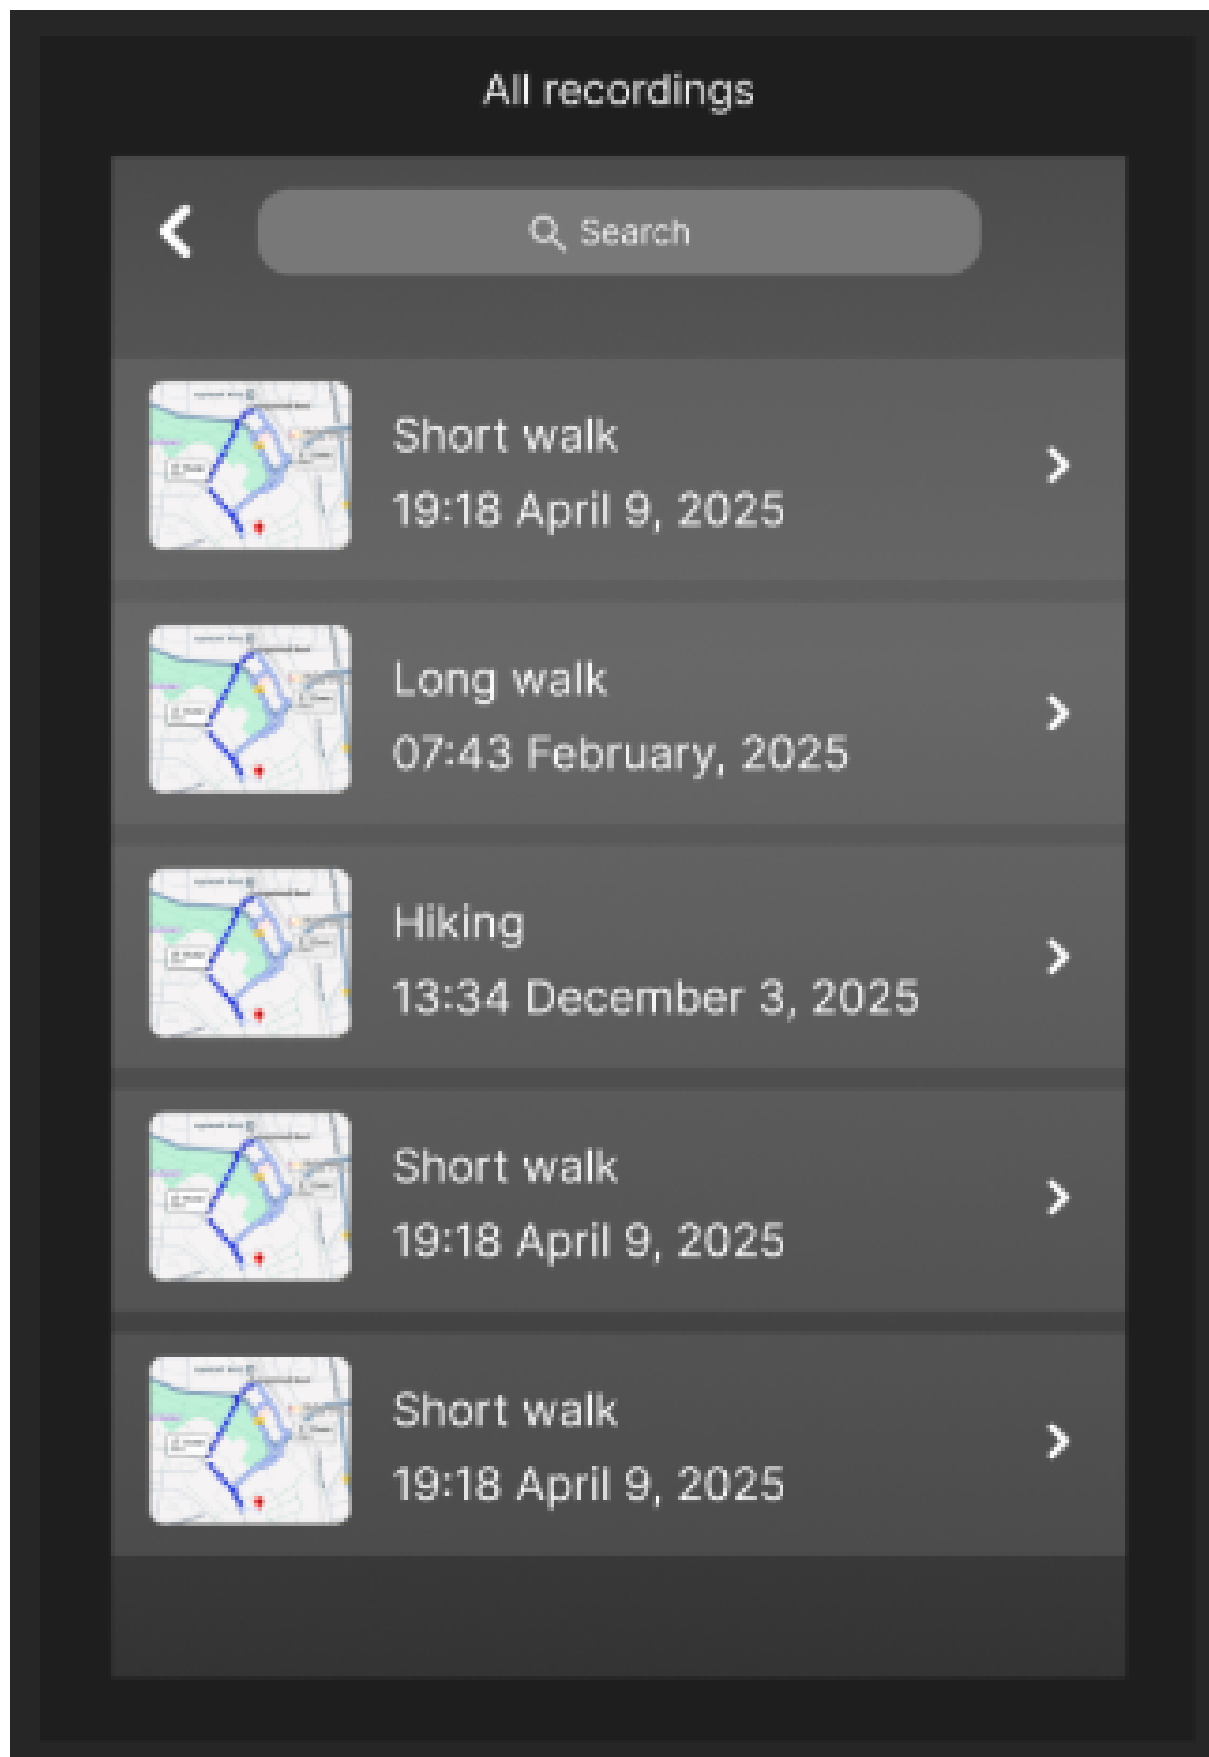 All recordings
Search
Short walk
19:18 April 9, 2025
Long walk
07:43 February, 2025
Hiking
13:34 December 3, 2025
Short walk
19:18 April 9, 2025
Short walk
19:18 April 9, 2025